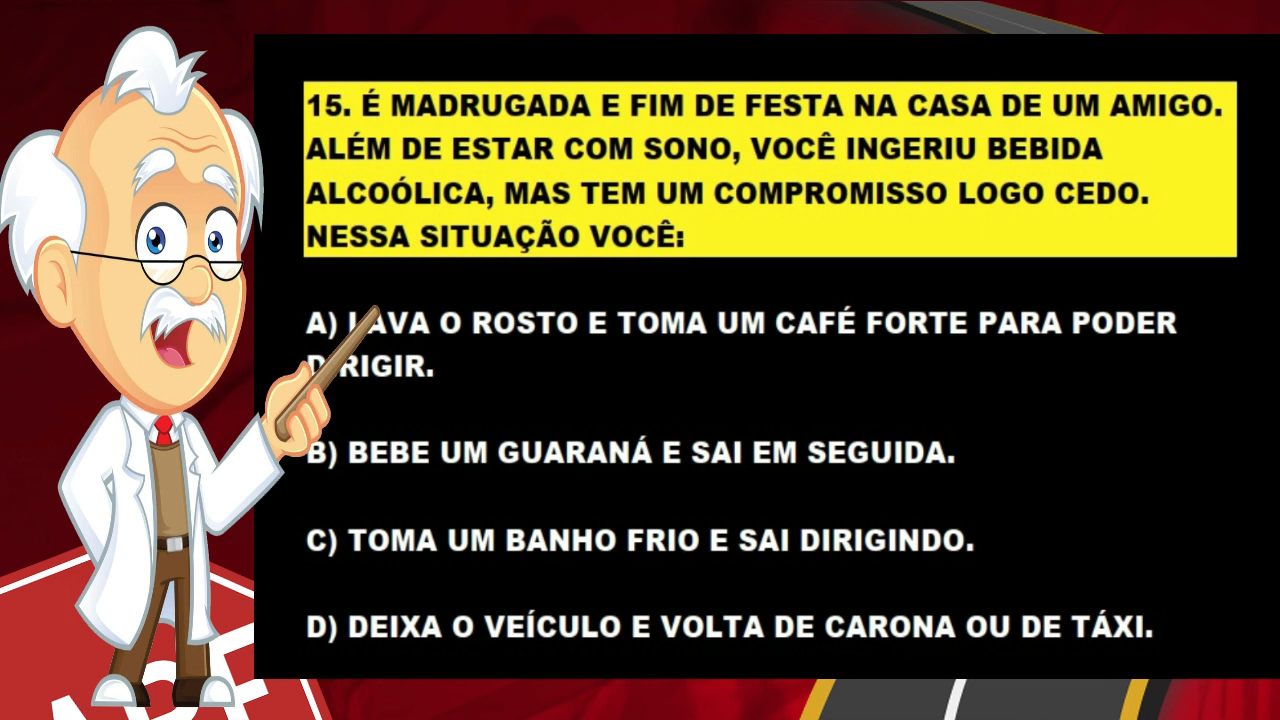 15. É MADRUGADA E FIM DE FESTA NA CASA DE UM AMIGO.
ALÉM DE ESTAR COM SONO, VOCÊ INGERIU BEBIDA
ALCOÓLICA, MAS TEM UM COMPROMISSO LOGO CEDO.
NESSA SITUAÇÃO VOCÊ:
A) LAVA O ROSTO E TOMA UM CAFÉ FORTE PARA PODER
DIRIGIR.
B) BEBE UM GUARANÁ E SAI EM SEGUIDA.
C) TOMA UM BANHO FRIO E SAI DIRIGINDO.
D) DEIXA O VEÍCULO E VOLTA DE CARONA OU DE TÁXI.